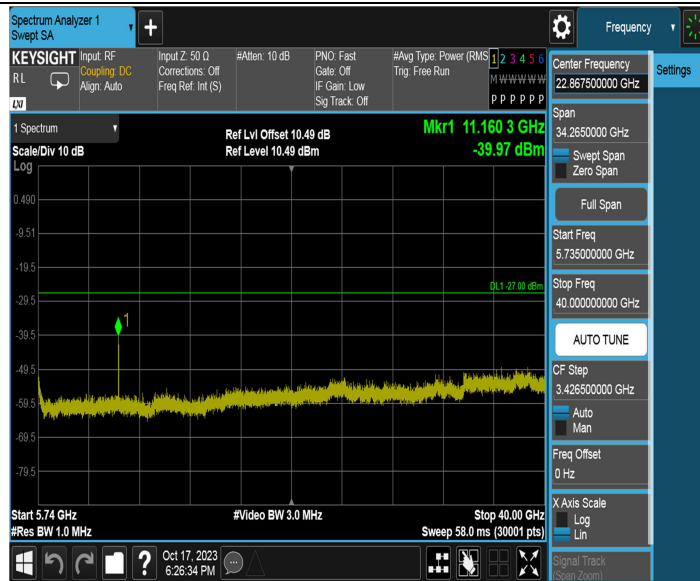 Spectrum Analyzer 1
Swept SA
+
Frequency
Settings
KEYSIGHT
RL
LXI
Input: RF
Coupling: DC
Align: Auto
Input Z: 50 Ω
Corrections: Off
Freq Ref: Int (S)
#Atten: 10 dB
PNO: Fast
Gate: Off
IF Gain: Low
Sig Track: Off
#Avg Type: Power (RMS
Trig: Free Run
1 2 3 4 5 6
M W W W W W
P P P P P P
1 Spectrum
Scale/Div 10 dB
Log
Ref Lvl Offset 10.49 dB
Ref Level 10.49 dBm
Mkr1 11.160 3 GHz
-39.97 dBm
0.490
-9.51
-19.5
-29.5
-39.5
-49.5
-59.5
-69.5
-79.5
DL1 -27.00 dBm
1
Start 5.74 GHz
#Res BW 1.0 MHz
#Video BW 3.0 MHz
Stop 40.00 GHz
Sweep 58.0 ms (30001 pts)
?
Oct 17, 2023
6:26:34 PM
Center Frequency
22.867500000 GHz
Span
34.2650000 GHz
Swept Span
Zero Span
Full Span
Start Freq
5.735000000 GHz
Stop Freq
40.000000000 GHz
AUTO TUNE
CF Step
3.426500000 GHz
Auto
Man
Freq Offset
0 Hz
X Axis Scale
Log
Lin
Signal Track
(Span Zoom)